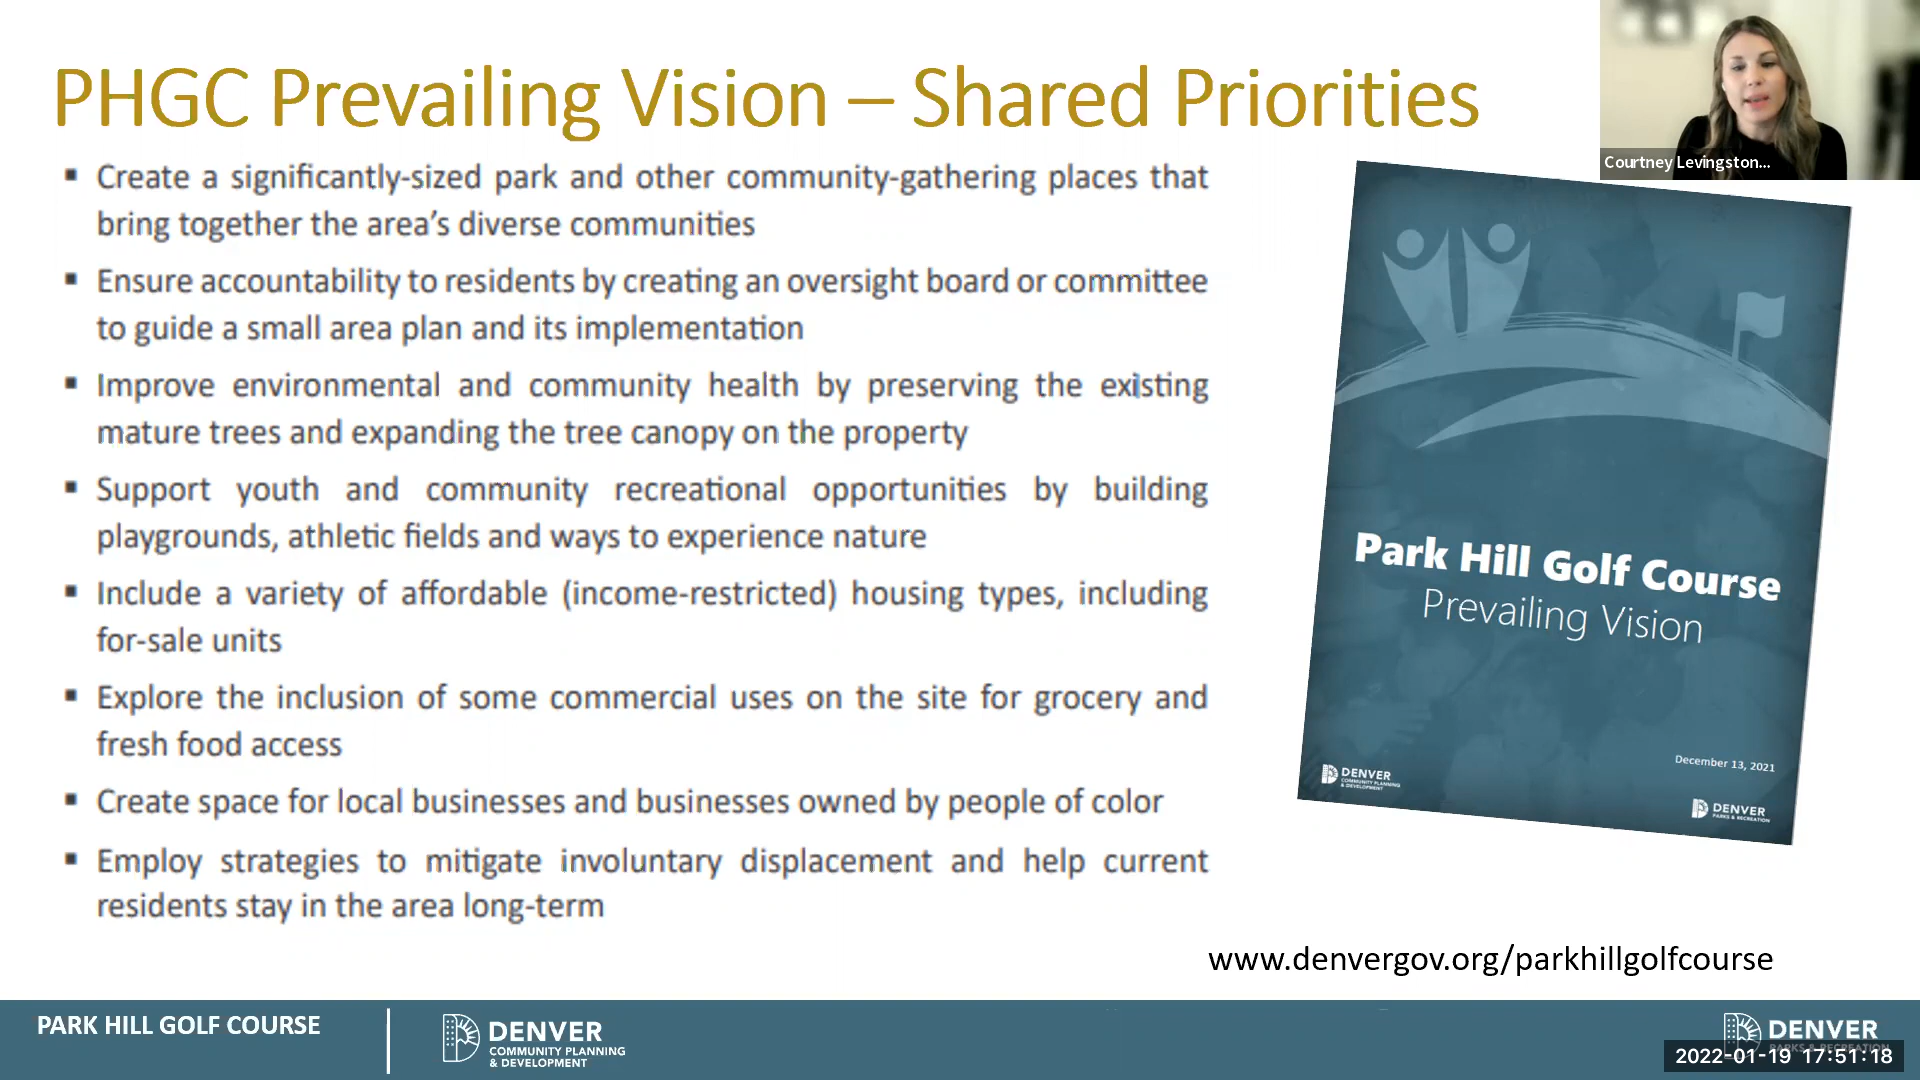 PHGC Prevailing Vision – Shared Priorities
Courtney Levingston...
▪ Create a significantly-sized park and other community-gathering places that
bring together the area's diverse communities
▪ Ensure accountability to residents by creating an oversight board or committee
to guide a small area plan and its implementation
▪ Improve environmental and community health by preserving the existing
mature trees and expanding the tree canopy on the property
▪ Support youth and community recreational opportunities by building
playgrounds, athletic fields and ways to experience nature
▪ Include a variety of affordable (income-restricted) housing types, including
for-sale units
▪ Explore the inclusion of some commercial uses on the site for grocery and
fresh food access
▪ Create space for local businesses and businesses owned by people of color
▪ Employ strategies to mitigate involuntary displacement and help current
residents stay in the area long-term
Park Hill Golf Course
Prevailing Vision
December 13, 2021
DENVER
COMMUNITY PLANNING
& DEVELOPMENT
DENVER
PARKS & RECREATION
www.denvergov.org/parkhillgolfcourse
PARK HILL GOLF COURSE
DENVER
COMMUNITY PLANNING
& DEVELOPMENT
DENVER
PARKS & RECREATION
2022-01-19 17:51:18